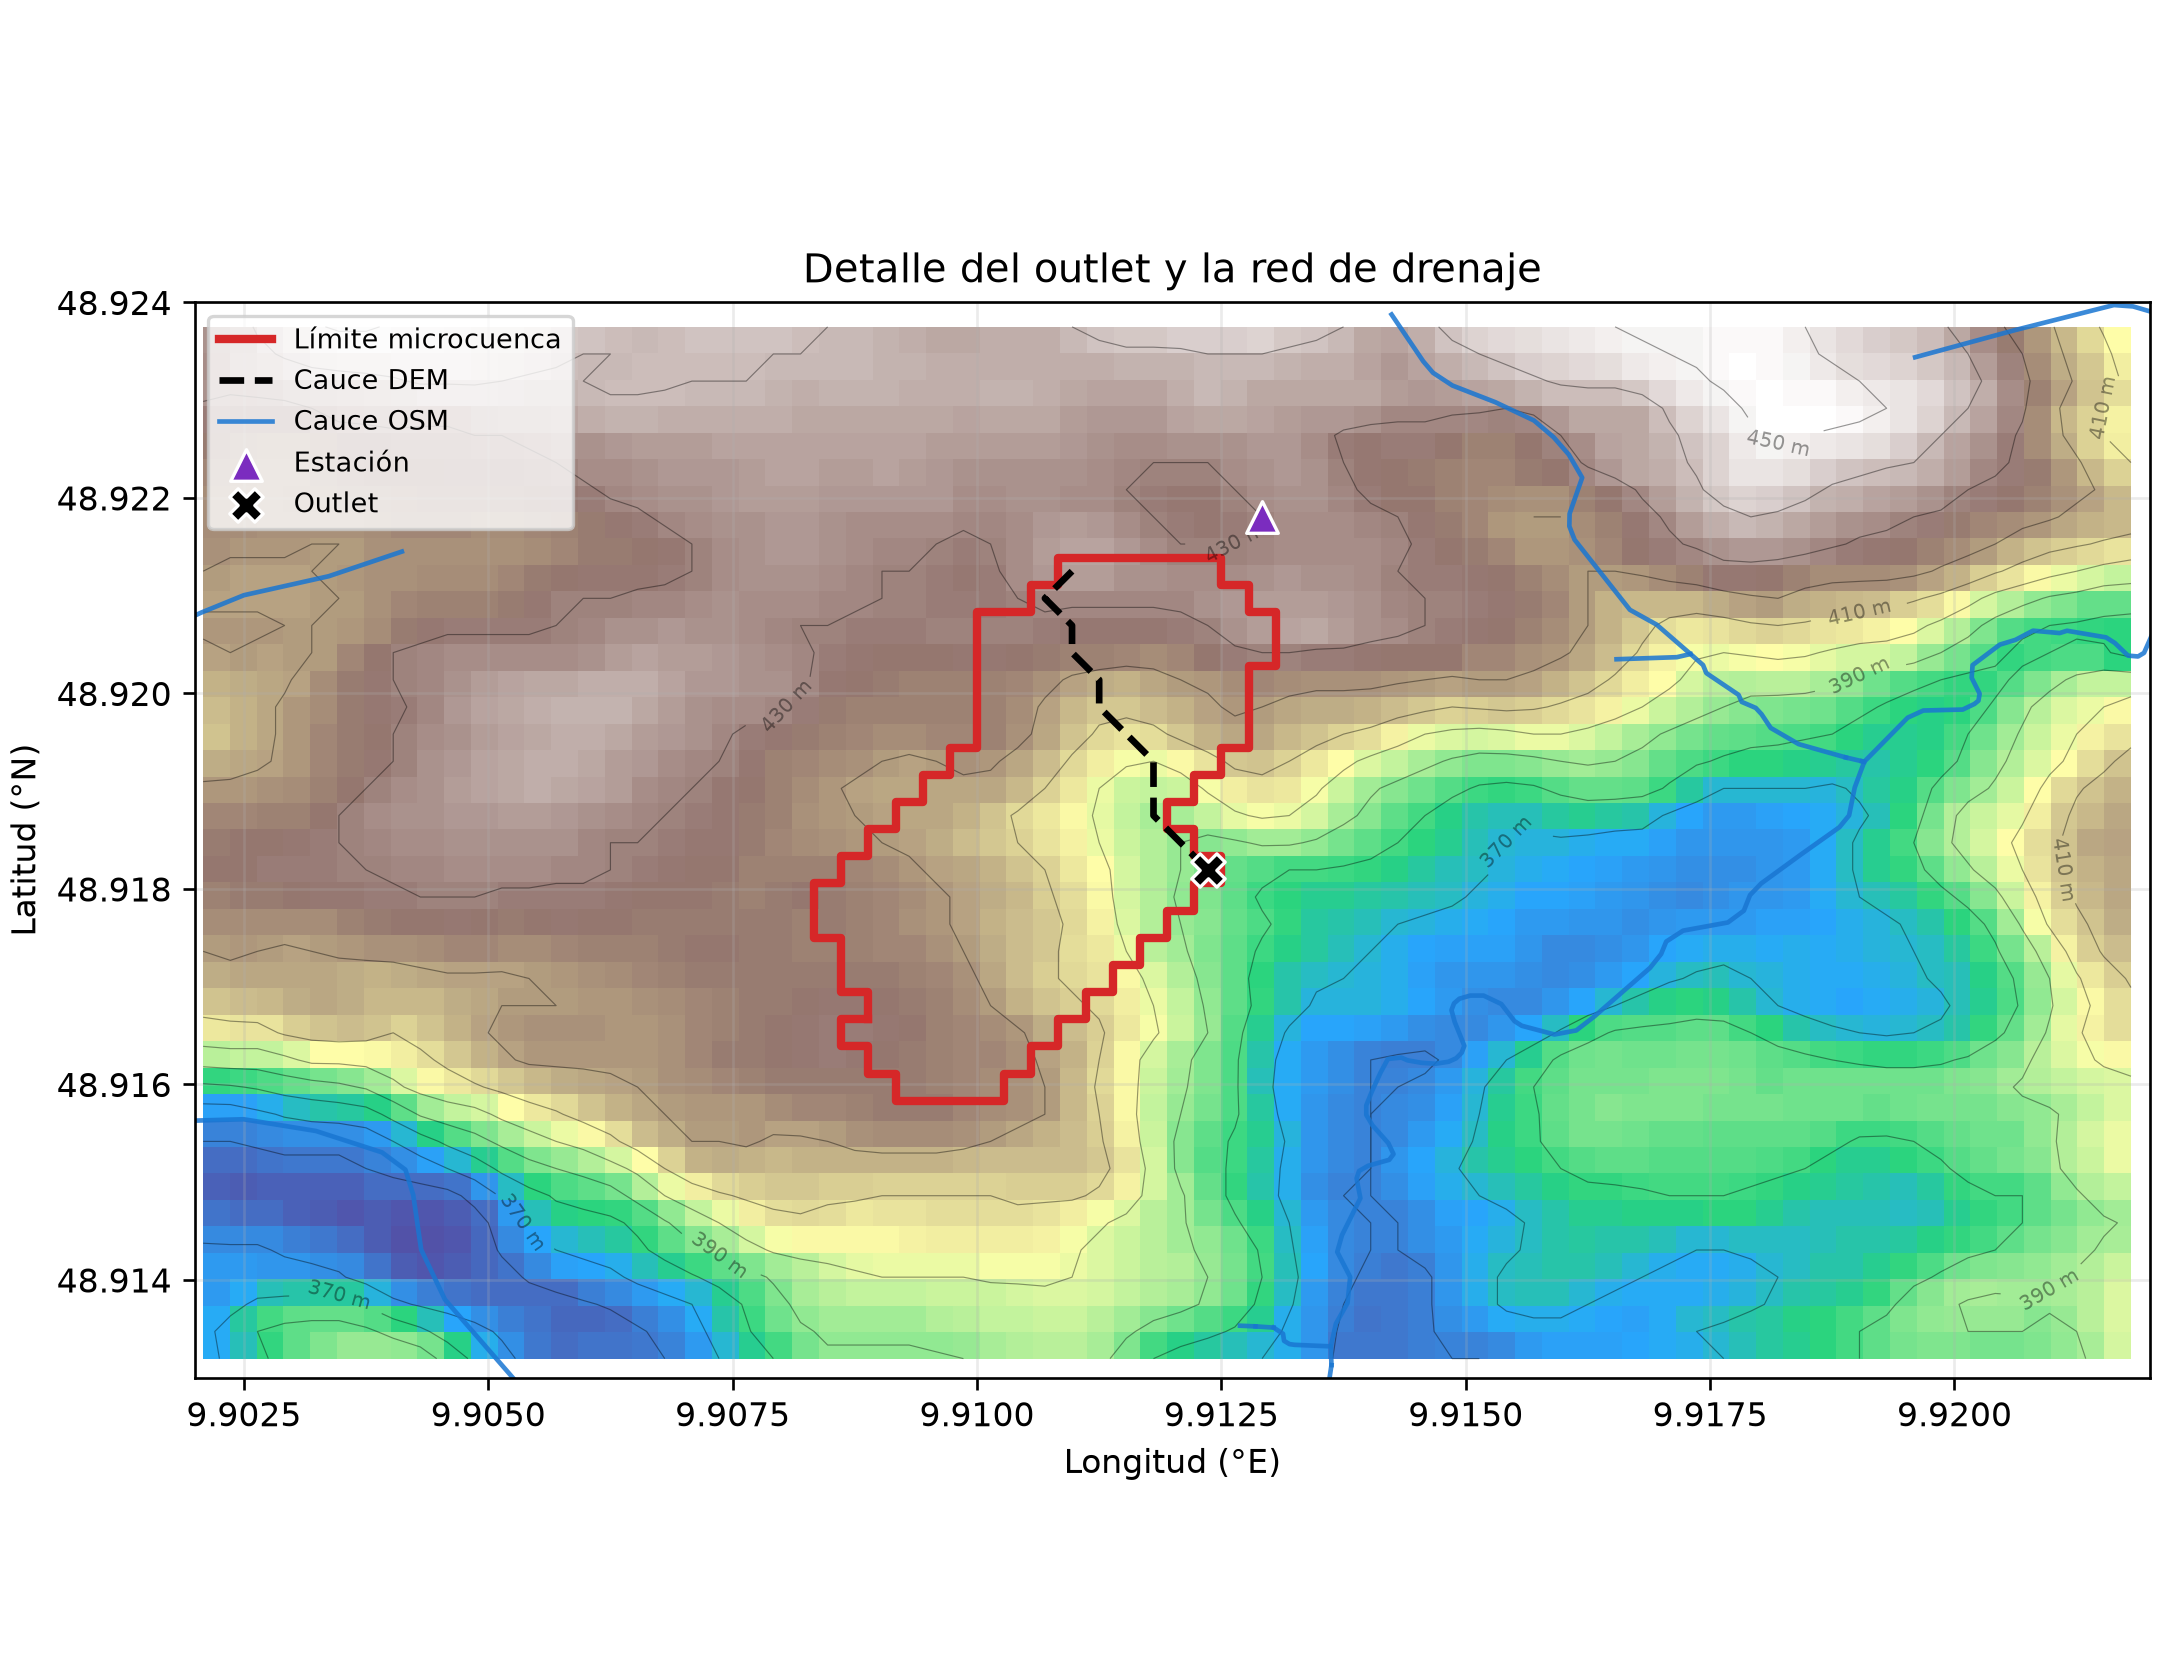 Detalle del outlet y la red de drenaje
48.924
48.922
48.920
48.918
48.916
48.914
Latitud (°N)
Límite microcuenca
Cauce DEM
Cauce OSM
Estación
Outlet
410 m
450 m
430 m
410 m
390 m
430 m
370 m
410 m
370 m
390 m
370 m
390 m
9.9025
9.9050
9.9075
9.9100
9.9125
9.9150
9.9175
9.9200
Longitud (°E)